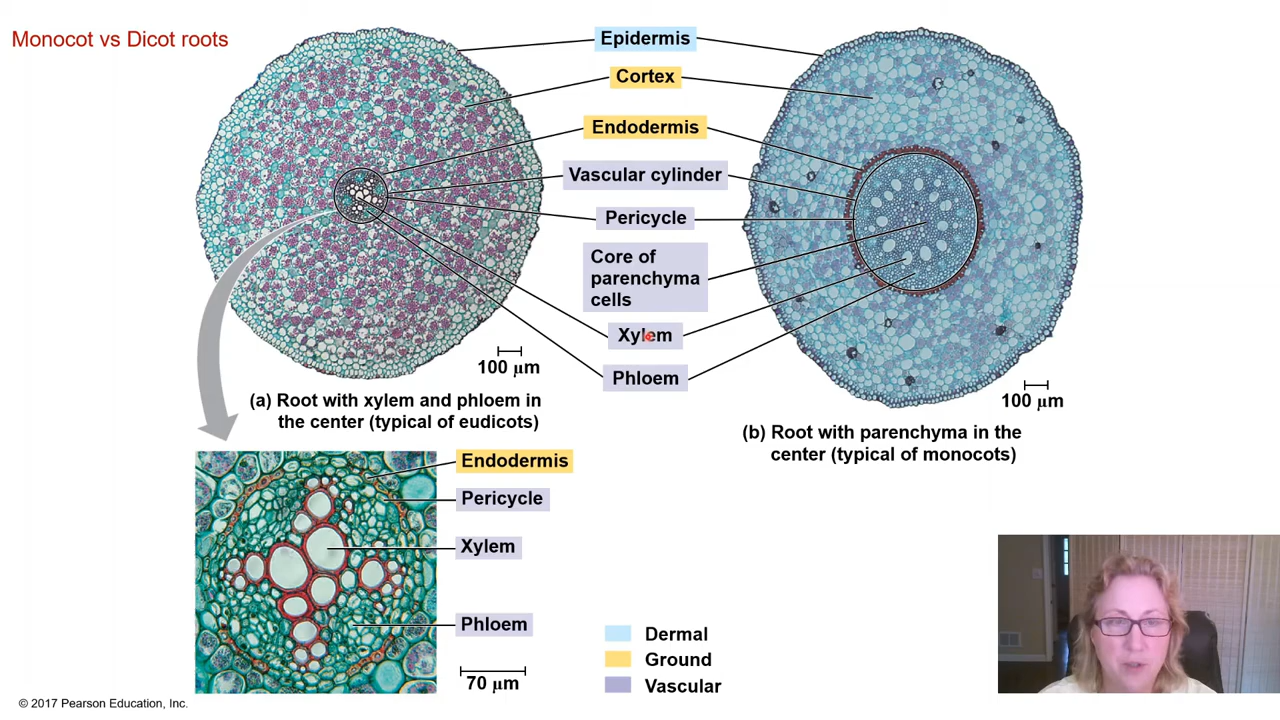 Monocot vs Dicot roots
Epidermis
Cortex
Endodermis
Vascular cylinder
Pericycle
Core of
parenchyma
cells
Xylem
Phloem
100 µm
(a) Root with xylem and phloem in
the center (typical of eudicots)
100 µm
(b) Root with parenchyma in the
center (typical of monocots)
Endodermis
Pericycle
Xylem
Phloem
70 µm
Dermal
Ground
Vascular
© 2017 Pearson Education, Inc.